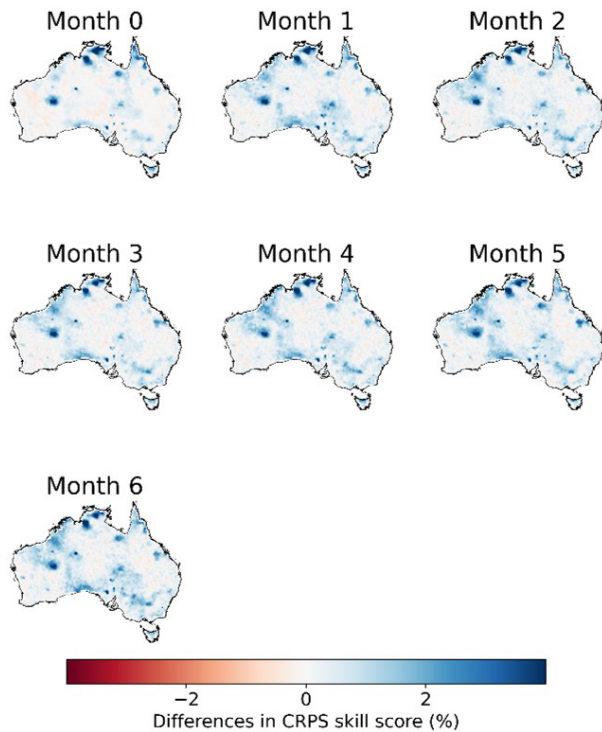 Month 0
Month 1
Month 2
Month 3
Month 4
Month 5
Month 6
−2
0
2
Differences in CRPS skill score (%)